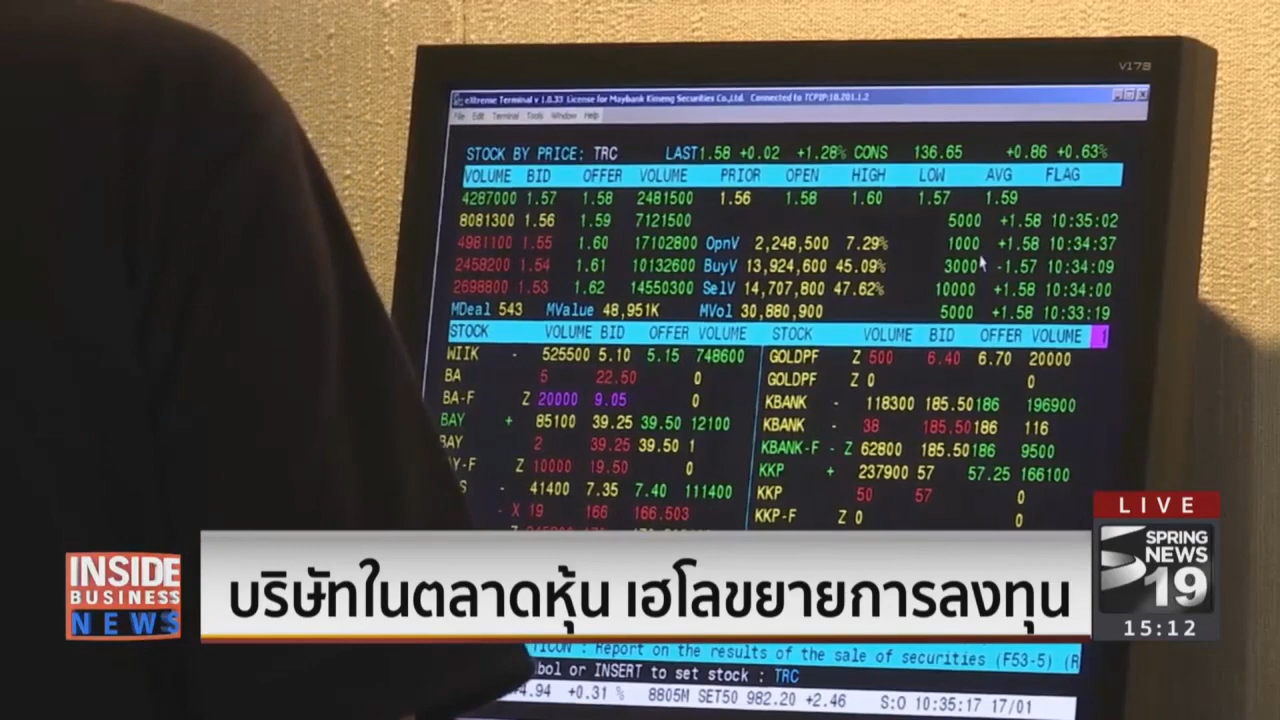 V173
eXtreme Terminal v 1.0.33 License for Maybank Kimeng Securities Co.,Ltd. Connected to TCPIP:10.201.1.2
File Edit Terminal Tools Window Help
STOCK BY PRICE: TRC LAST 1.58 +0.02 +1.28% CONS 136.65 +0.86 +0.63%
VOLUME BID OFFER VOLUME PRIOR OPEN HIGH LOW AVG FLAG
4287000 1.57 1.58 2481500 1.56 1.58 1.60 1.57 1.59
8081300 1.56 1.59 7121500 5000 +1.58 10:35:02
4981100 1.55 1.60 17102800 OpnV 2,248,500 7.29% 1000 +1.58 10:34:37
2458200 1.54 1.61 10132600 BuyV 13,924,600 45.09% 3000 -1.57 10:34:09
2698800 1.53 1.62 14550300 SelV 14,707,800 47.62% 10000 +1.58 10:34:00
MDeal 543 MValue 48,951K MVol 30,880,900 5000 +1.58 10:33:19
STOCK VOLUME BID OFFER VOLUME STOCK VOLUME BID OFFER VOLUME 1
WIIK - 525500 5.10 5.15 748600 GOLDPF Z 500 6.40 6.70 20000
BA 5 22.50 0 GOLDPF Z 0 0
BA-F Z 20000 9.05 0 KBANK - 118300 185.50 186 196900
BAY + 85100 39.25 39.50 12100 KBANK - 38 185.50 186 116
BAY 2 39.25 39.50 1 KBANK-F - Z 62800 185.50 186 9500
Y-F Z 10000 19.50 0 KKP + 237900 57 57.25 166100
S - 41400 7.35 7.40 111400 KKP 50 57 0
- X 19 166 166.503 KKP-F Z 0 0
LIVE
SPRING
NEWS
19
15:12
INSIDE
BUSINESS
NEWS
บริษัทในตลาดหุ้น เฮโลขยายการลงทุน
: Report on the results of the sale of securities (F53-5) (R
bol or INSERT to set stock : TRC
4.94 +0.31 % 8805M SET50 982.20 +2.46 S:O 10:35:17 17/01